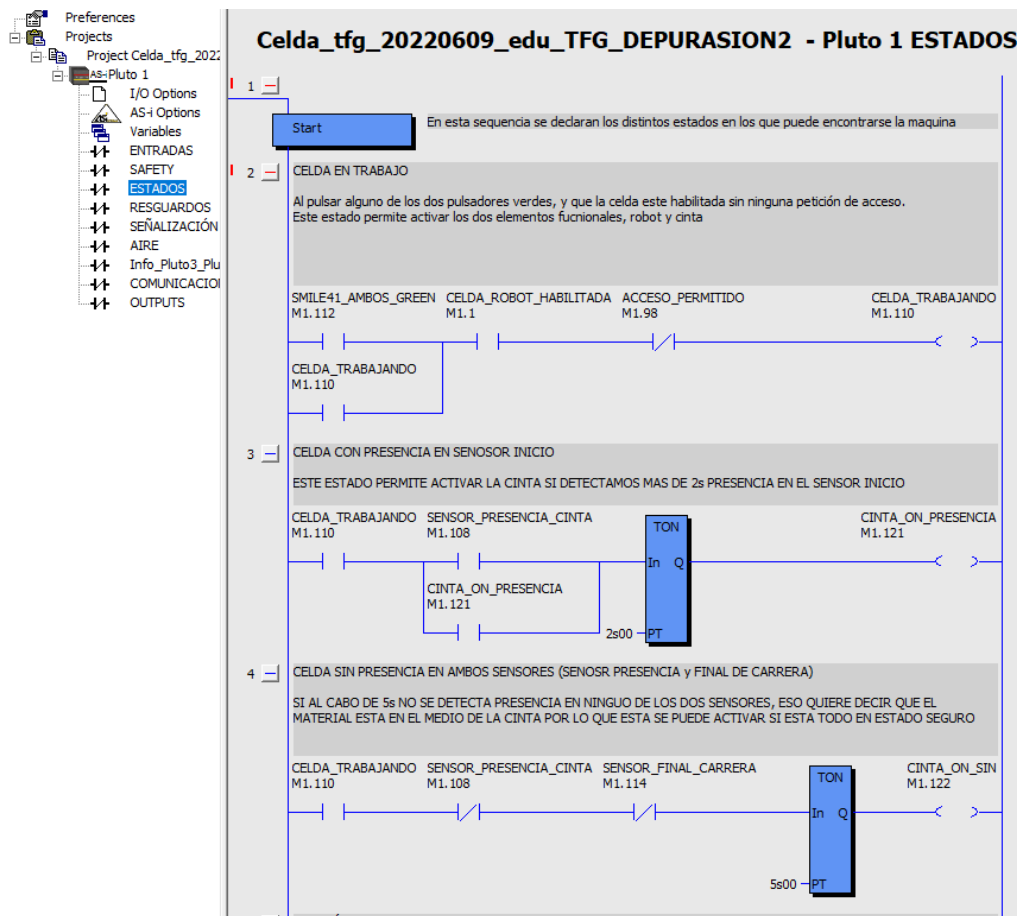 Preferences
Projects
Project Celda_tfg_202
AS-i Pluto 1
I/O Options
AS-i Options
Variables
ENTRADAS
SAFETY
ESTADOS
RESGUARDOS
SEÑALIZACIÓN
AIRE
Info_Pluto3_Plu
COMUNICACIO
OUTPUTS
Celda_tfg_20220609_edu_TFG_DEPURASION2 - Pluto 1 ESTADOS
1
Start
En esta sequencia se declaran los distintos estados en los que puede encontrarse la maquina
2
CELDA EN TRABAJO
Al pulsar alguno de los dos pulsadores verdes, y que la celda este habilitada sin ninguna petición de acceso.
Este estado permite activar los dos elementos fucnionales, robot y cinta
SMILE41_AMBOS_GREEN CELDA_ROBOT_HABILITADA ACCESO_PERMITIDO CELDA_TRABAJANDO
M1.112 M1.1 M1.98 M1.110
CELDA_TRABAJANDO
M1.110
3
CELDA CON PRESENCIA EN SENOSOR INICIO
ESTE ESTADO PERMITE ACTIVAR LA CINTA SI DETECTAMOS MAS DE 2s PRESENCIA EN EL SENSOR INICIO
CELDA_TRABAJANDO SENSOR_PRESENCIA_CINTA CINTA_ON_PRESENCIA
M1.110 M1.108 TON M1.121
In Q
CINTA_ON_PRESENCIA
M1.121
2s00 PT
4
CELDA SIN PRESENCIA EN AMBOS SENSORES (SENOSR PRESENCIA y FINAL DE CARRERA)
SI AL CABO DE 5s NO SE DETECTA PRESENCIA EN NINGUO DE LOS DOS SENSORES, ESO QUIERE DECIR QUE EL
MATERIAL ESTA EN EL MEDIO DE LA CINTA POR LO QUE ESTA SE PUEDE ACTIVAR SI ESTA TODO EN ESTADO SEGURO
CELDA_TRABAJANDO SENSOR_PRESENCIA_CINTA SENSOR_FINAL_CARRERA CINTA_ON_SIN
M1.110 M1.108 M1.114 TON M1.122
In Q
5s00 PT